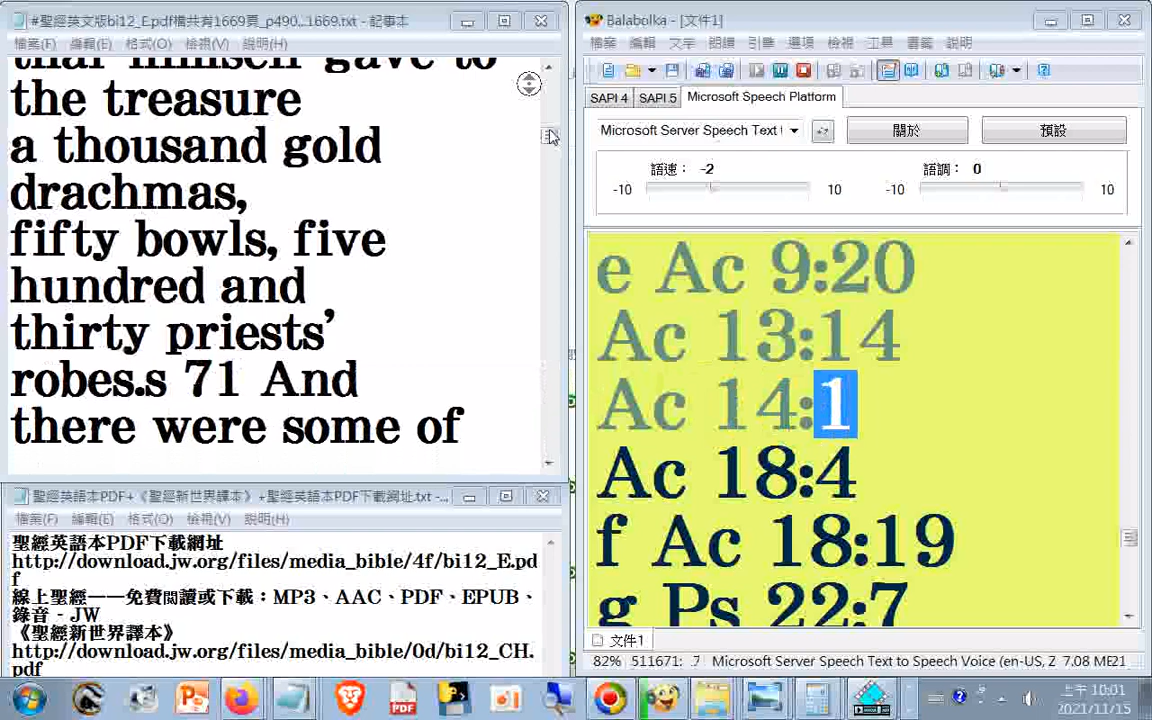 #聖經英文版bi12_E.pdf檔共有1669頁_p490,..1669.txt - 記事本
檔案(F) 編輯(E) 格式(O) 檢視(V) 說明(H)
that himself gave to
the treasure
a thousand gold
drachmas,
fifty bowls, five
hundred and
thirty priests’
robes.s 71 And
there were some of
聖經英語本PDF+《聖經新世界譯本》+聖經英語本PDF下載網址.txt - ...
檔案(F) 編輯(E) 格式(O) 檢視(V) 說明(H)
聖經英語本PDF下載網址
http://download.jw.org/files/media_bible/4f/bi12_E.pd
f
線上聖經——免費閱讀或下載：MP3、AAC、PDF、EPUB、
錄音 - JW
《聖經新世界譯本》
http://download.jw.org/files/media_bible/0d/bi12_CH.
pdf
Balabolka - [文件1]
檔案 編輯 文字 朗讀 引擎 選項 檢視 工具 書籤 說明
SAPI 4 SAPI 5 Microsoft Speech Platform
Microsoft Server Speech Text 關於 預設
語速： -2 語調： 0
-10 10 -10 10
e Ac 9:20
Ac 13:14
Ac 14:1
Ac 18:4
f Ac 18:19
g Ps 22:7
文件1
82% 511671: .7 Microsoft Server Speech Text to Speech Voice (en-US, Z 7.08 ME21
上午 10:01
2021/11/15